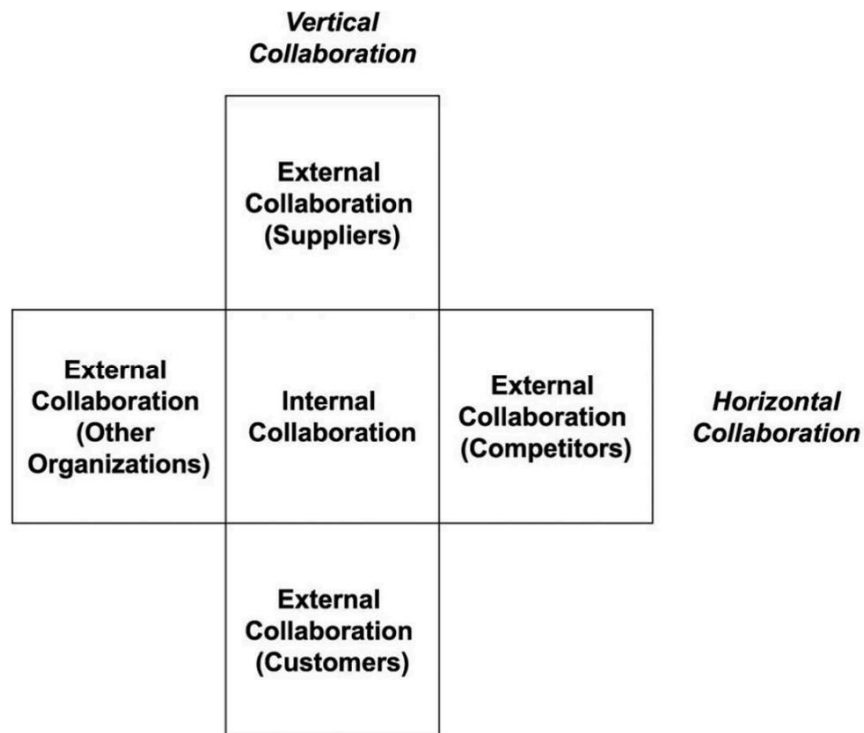 Vertical
Collaboration
External
Collaboration
(Suppliers)
External
Collaboration
(Other
Organizations)
Internal
Collaboration
External
Collaboration
(Competitors)
Horizontal
Collaboration
External
Collaboration
(Customers)